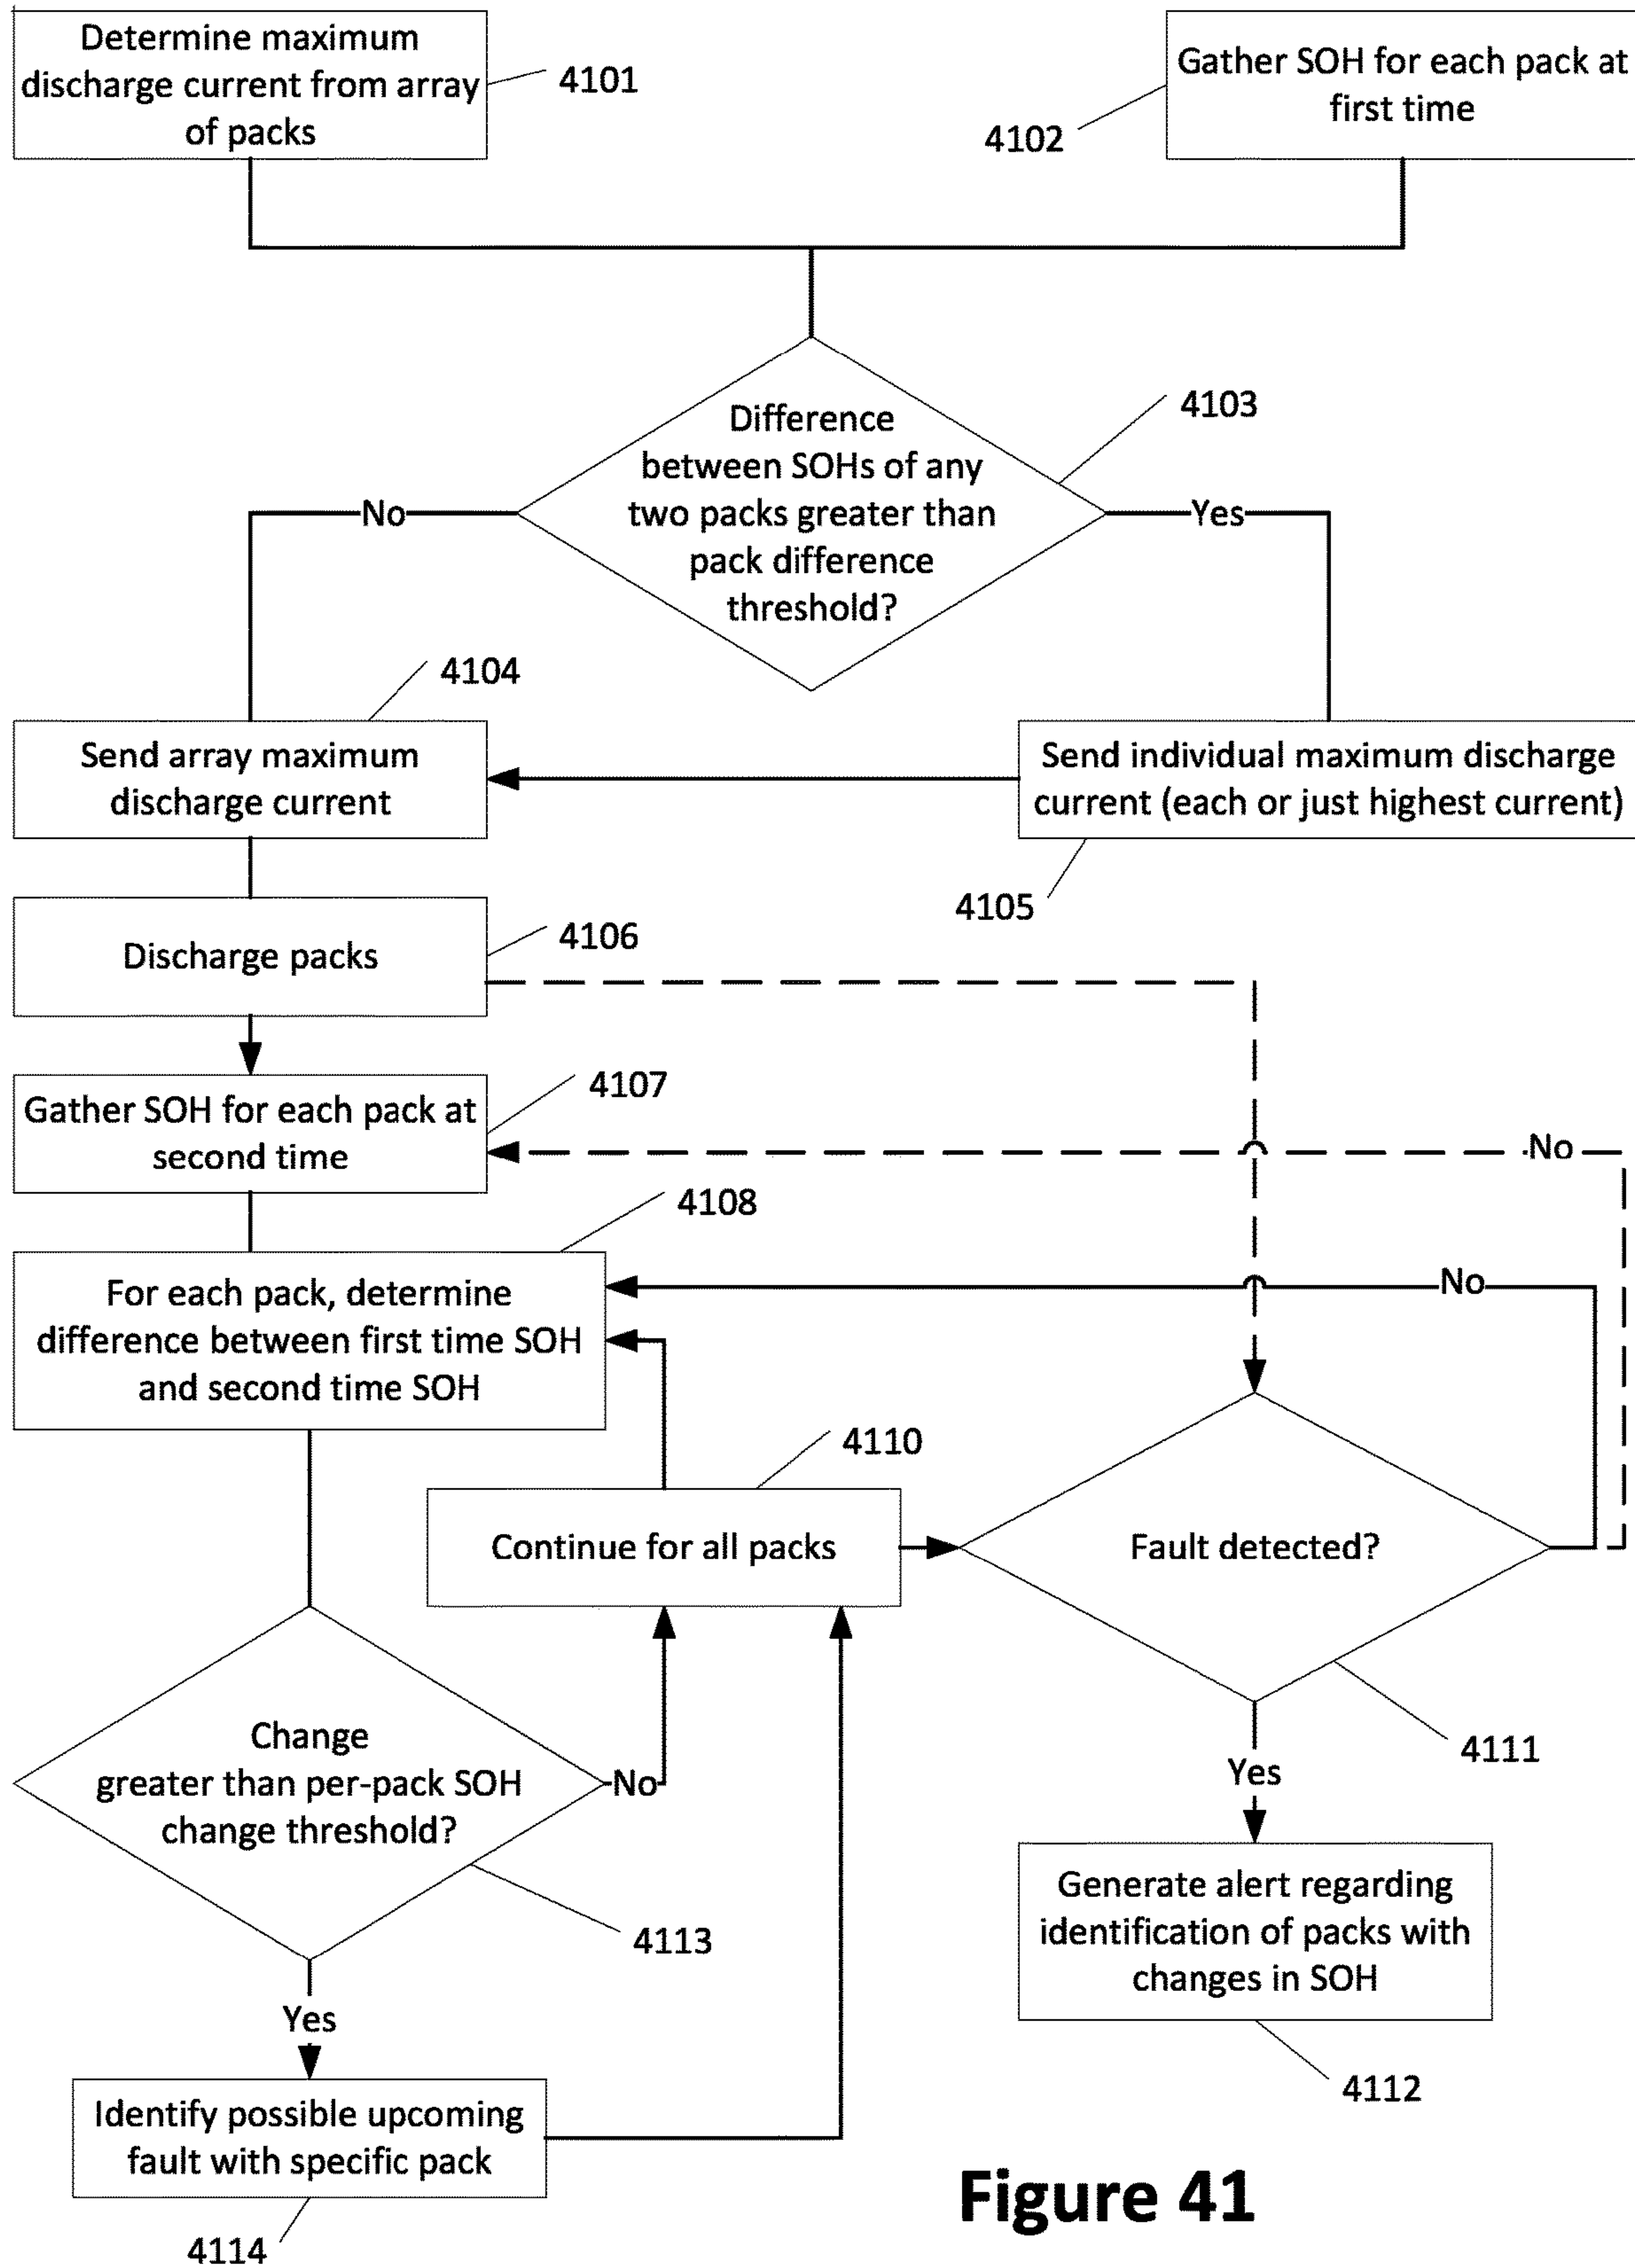 Determine maximum
discharge current from array
of packs
4101
Gather SOH for each pack at
first time
4102
Difference
between SOHs of any
two packs greater than
pack difference
threshold?
4103
No
Yes
4104
Send array maximum
discharge current
Send individual maximum discharge
current (each or just highest current)
4105
Discharge packs
4106
Gather SOH for each pack at
second time
4107
No
4108
For each pack, determine
difference between first time SOH
and second time SOH
No
4110
Continue for all packs
Fault detected?
4111
Change
greater than per-pack SOH
change threshold?
No
4113
Yes
Yes
Generate alert regarding
identification of packs with
changes in SOH
4112
Identify possible upcoming
fault with specific pack
4114
Figure 41